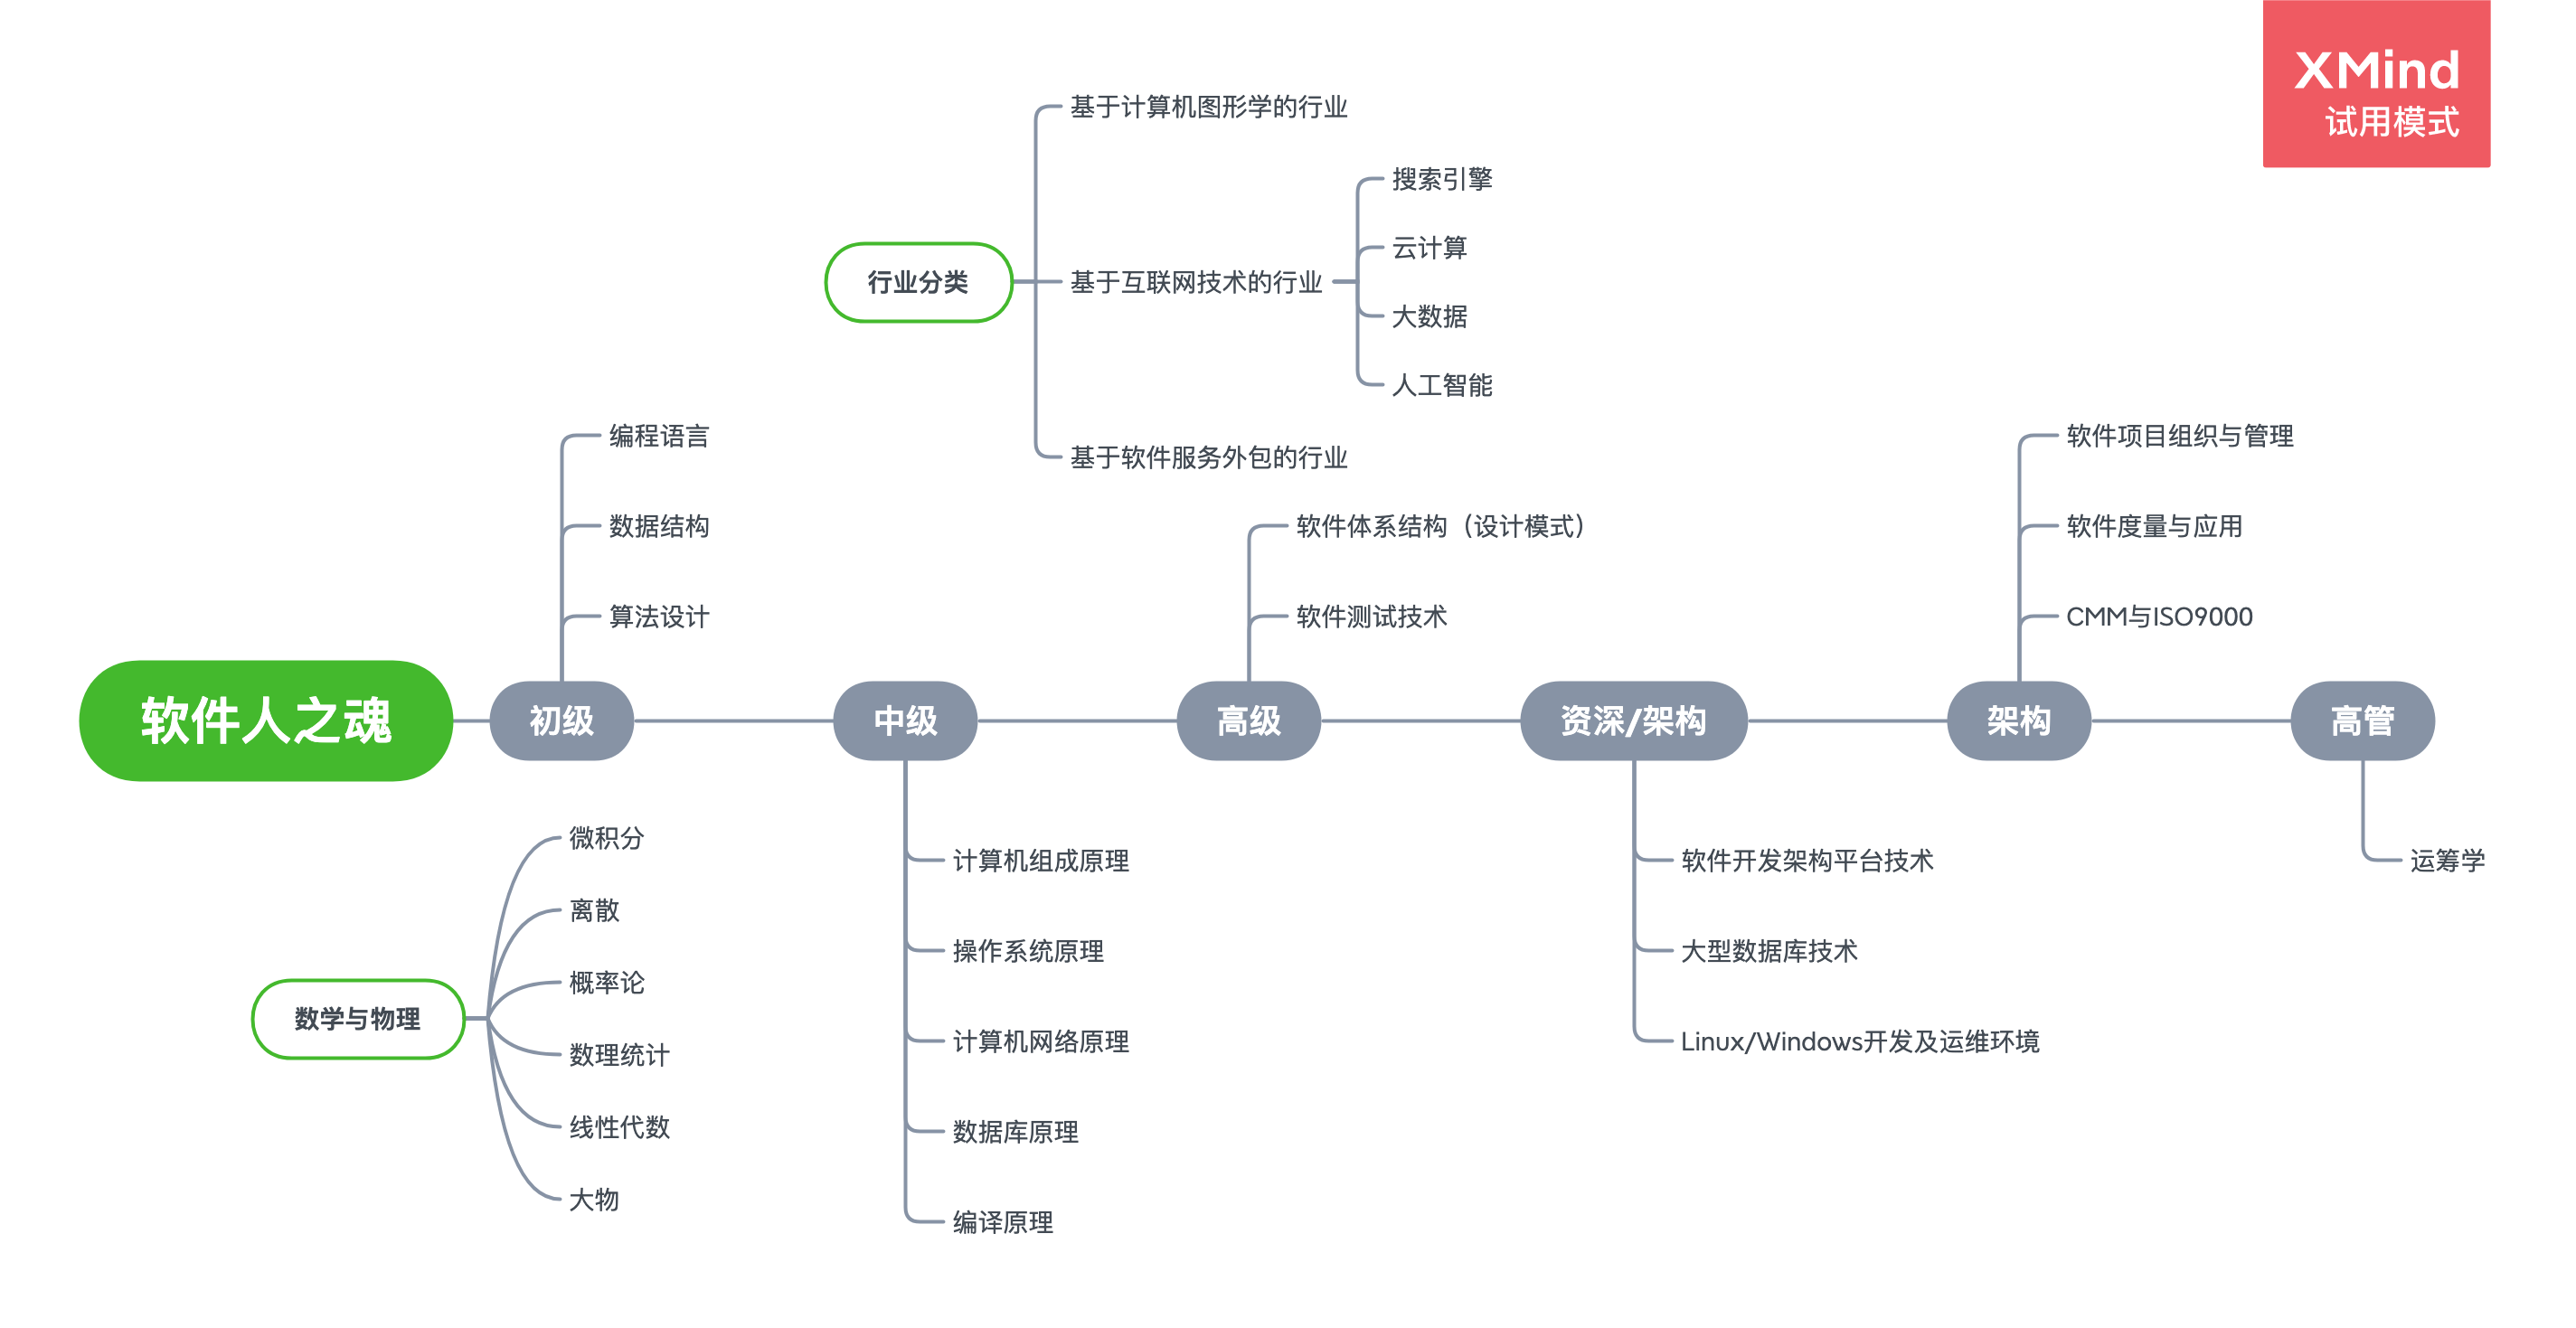 XMind
试用模式
基于计算机图形学的行业
搜索引擎
云计算
行业分类
基于互联网技术的行业
大数据
人工智能
基于软件服务外包的行业
编程语言
数据结构
算法设计
软件体系结构（设计模式）
软件测试技术
软件项目组织与管理
软件度量与应用
CMM与ISO9000
软件人之魂
初级
中级
高级
资深/架构
架构
高管
微积分
离散
概率论
数学与物理
数理统计
线性代数
大物
计算机组成原理
操作系统原理
计算机网络原理
数据库原理
编译原理
软件开发架构平台技术
大型数据库技术
Linux/Windows开发及运维环境
运筹学